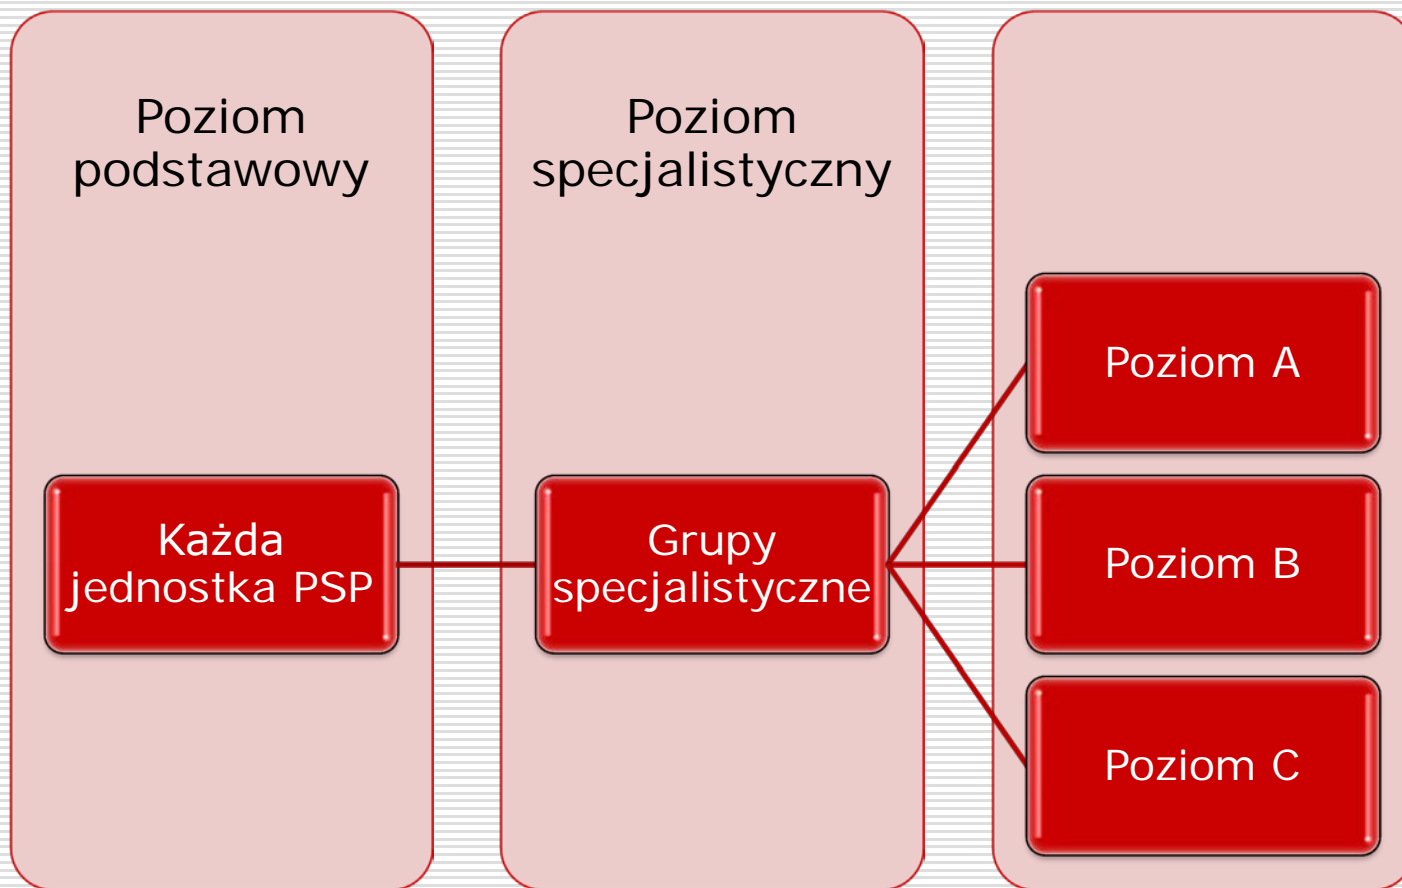 Poziom
podstawowy
Poziom
specjalistyczny
Każda
jednostka PSP
Grupy
specjalistyczne
Poziom A
Poziom B
Poziom C